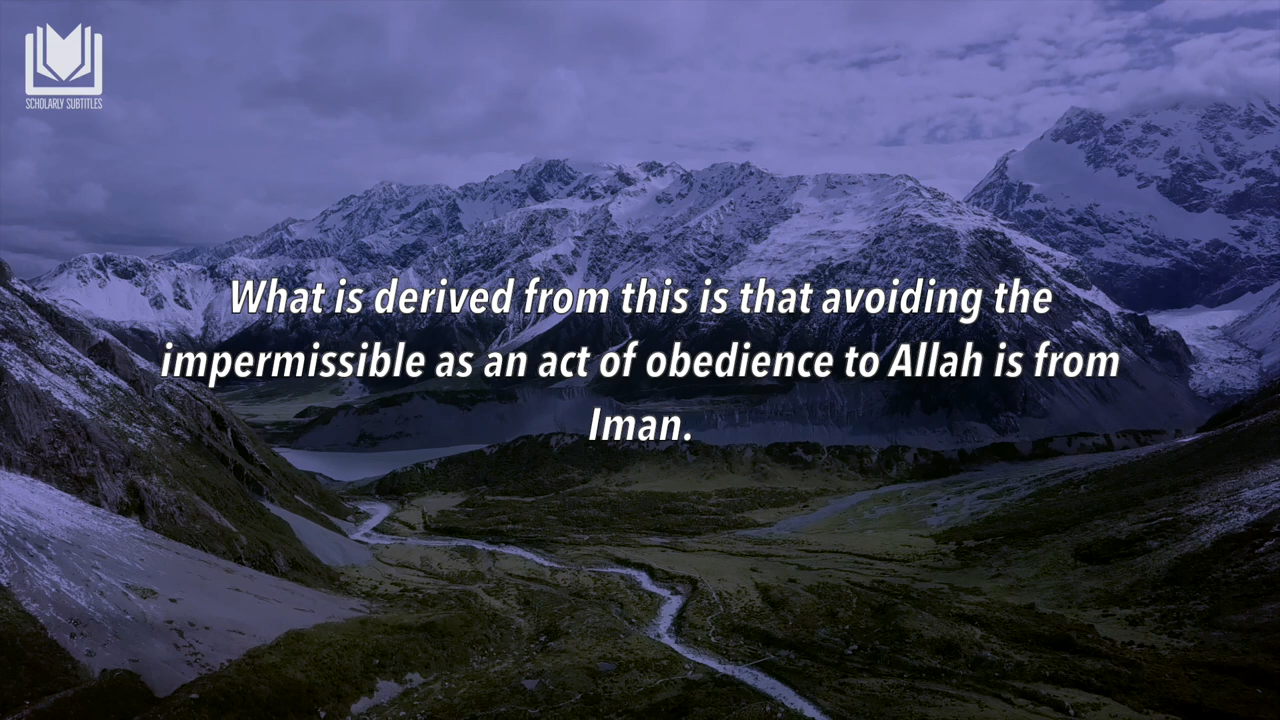 SCHOLARLY SUBTITLES
What is derived from this is that avoiding the
impermissible as an act of obedience to Allah is from
Iman.